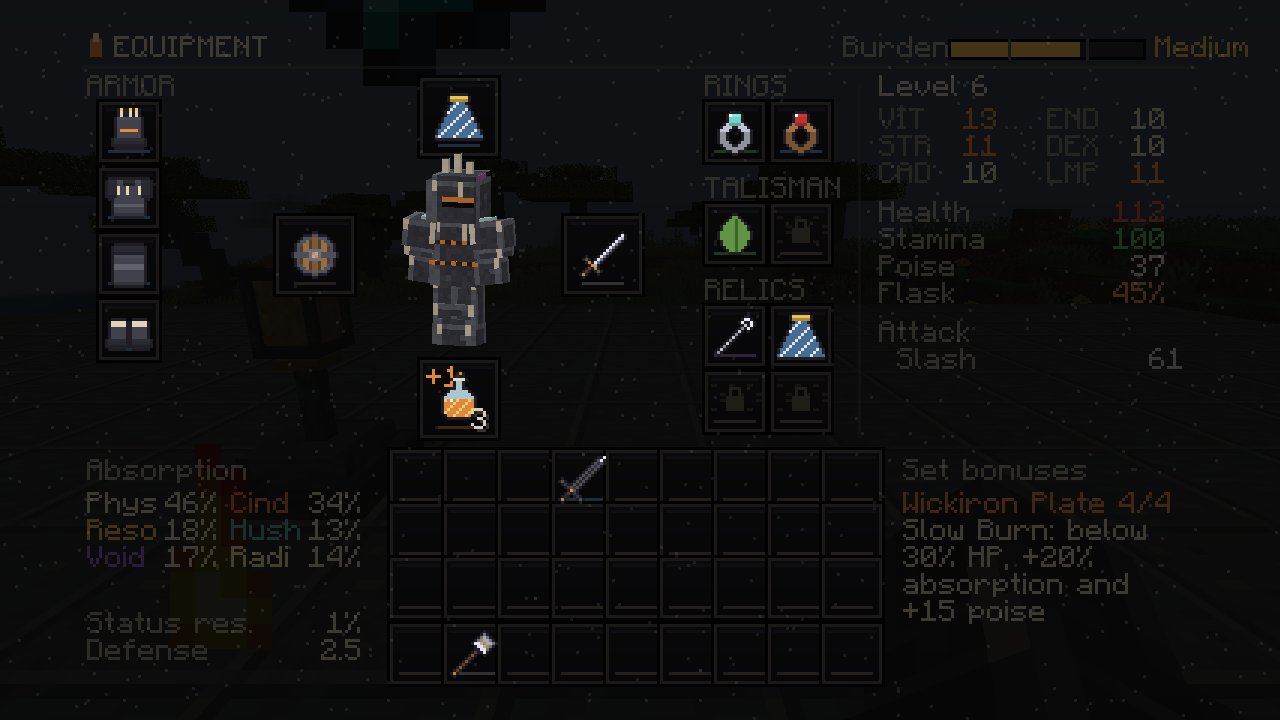 EQUIPMENT
Burden Medium
ARMOR
RINGS
TALISMAN
RELICS
Level 6
VIT 13 END 10
STR 11 DEX 10
CAD 10 LMP 11
Health 112
Stamina 100
Poise 37
Flask 45%
Attack
Slash 61
+1
3
Absorption
Phys 46% Cind 34%
Reso 18% Hush 13%
Void 17% Radi 14%
Status res. 1%
Defense 2.5
Set bonuses
Wickiron Plate 4/4
Slow Burn: below
30% HP, +20%
absorption and
+15 poise